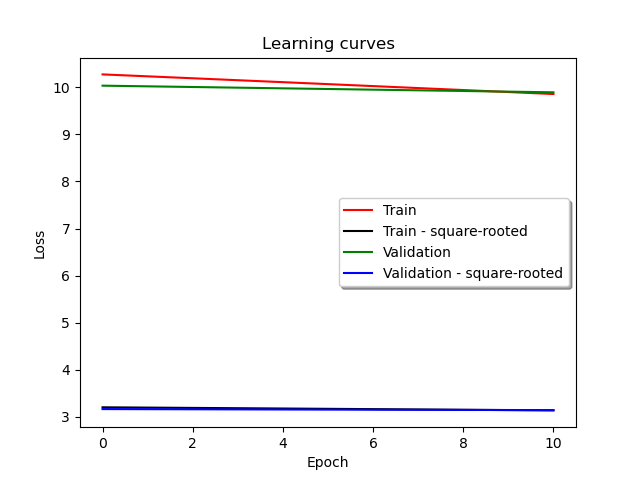 Learning curves
Loss
10
9
8
7
6
5
4
3
Train
Train - square-rooted
Validation
Validation - square-rooted
0 2 4 6 8 10
Epoch